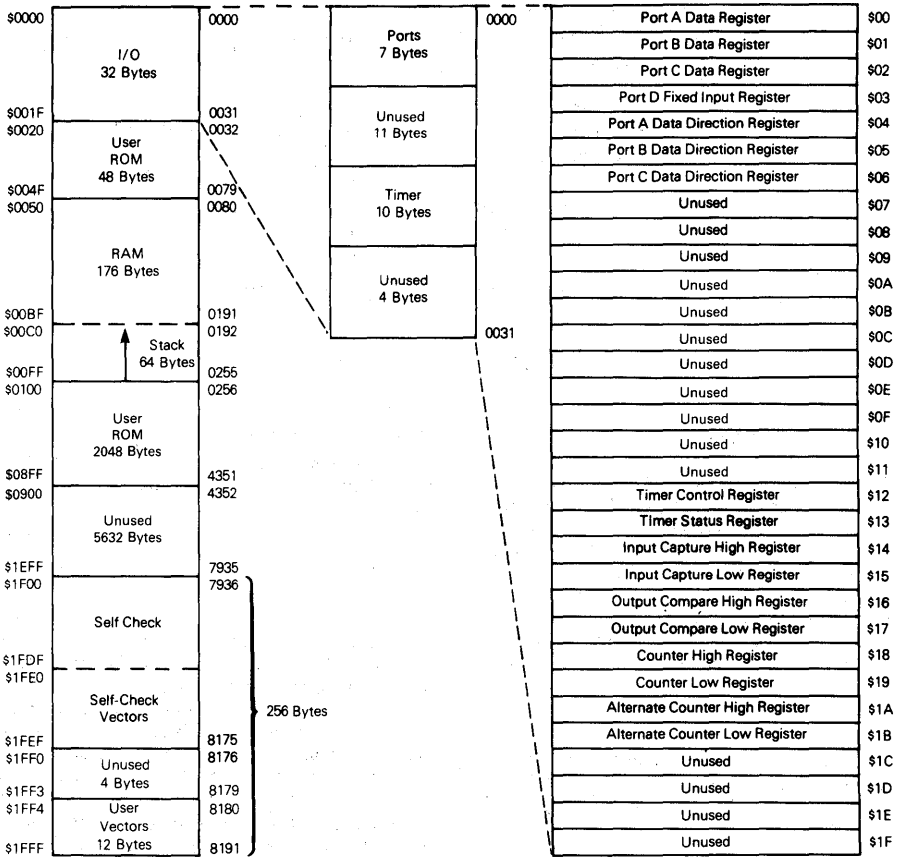 $0000
I/O
32 Bytes
$001F
$0020
User
ROM
48 Bytes
$004F
$0050
RAM
176 Bytes
$00BF
$00C0
Stack
64 Bytes
$00FF
$0100
User
ROM
2048 Bytes
$08FF
$0900
Unused
5632 Bytes
$1EFF
$1F00
Self Check
$1FDF
$1FE0
Self-Check
Vectors
$1FEF
$1FF0
Unused
4 Bytes
$1FF3
$1FF4
User
Vectors
12 Bytes
$1FFF
0000
0031
0032
0079
0080
0191
0192
0255
0256
4351
4352
7935
7936
256 Bytes
8175
8176
8179
8180
8191
Ports
7 Bytes
Unused
11 Bytes
Timer
10 Bytes
Unused
4 Bytes
0000
0031
Port A Data Register $00
Port B Data Register $01
Port C Data Register $02
Port D Fixed Input Register $03
Port A Data Direction Register $04
Port B Data Direction Register $05
Port C Data Direction Register $06
Unused $07
Unused $08
Unused $09
Unused $0A
Unused $0B
Unused $0C
Unused $0D
Unused $0E
Unused $0F
Unused $10
Unused $11
Timer Control Register $12
Timer Status Register $13
Input Capture High Register $14
Input Capture Low Register $15
Output Compare High Register $16
Output Compare Low Register $17
Counter High Register $18
Counter Low Register $19
Alternate Counter High Register $1A
Alternate Counter Low Register $1B
Unused $1C
Unused $1D
Unused $1E
Unused $1F